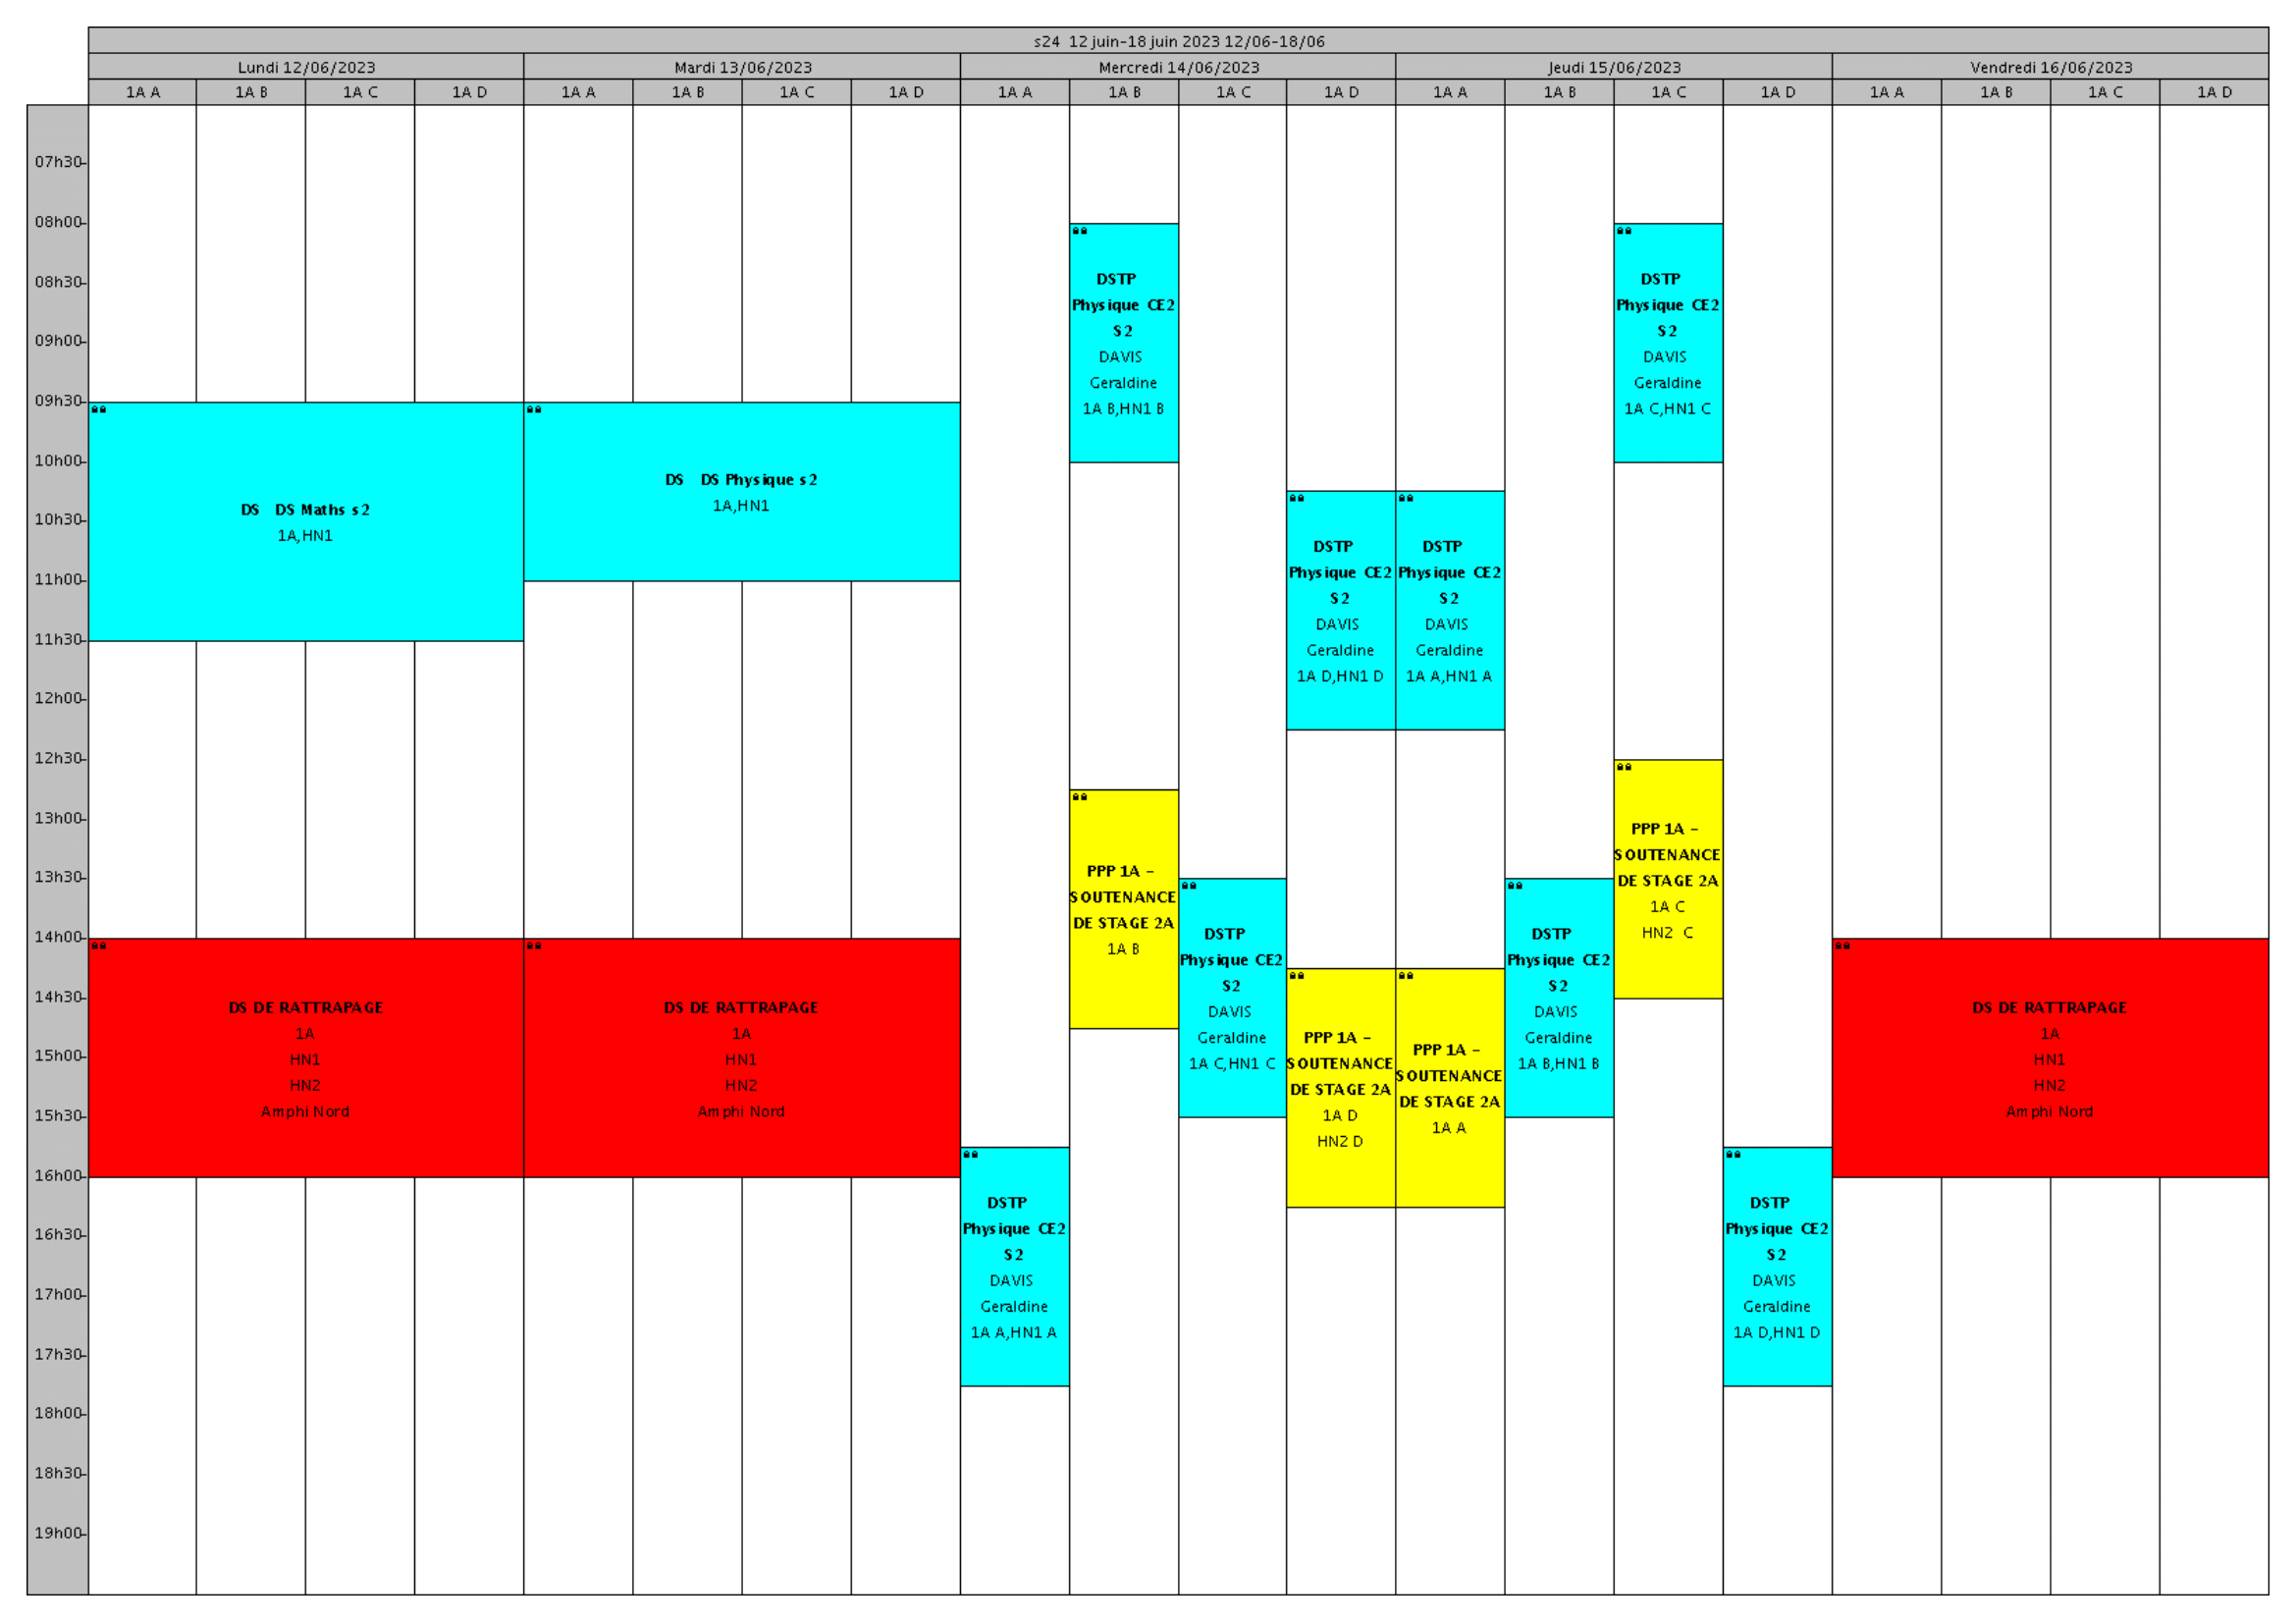 s24 12 juin-18 juin 2023 12/06-18/06
Lundi 12/06/2023
Mardi 13/06/2023
Mercredi 14/06/2023
Jeudi 15/06/2023
Vendredi 16/06/2023
1A A
1A B
1A C
1A D
1A A
1A B
1A C
1A D
1A A
1A B
1A C
1A D
1A A
1A B
1A C
1A D
1A A
1A B
1A C
1A D
07h30
08h00
08h30
09h00
09h30
10h00
10h30
11h00
11h30
12h00
12h30
13h00
13h30
14h00
14h30
15h00
15h30
16h00
16h30
17h00
17h30
18h00
18h30
19h00
DS DS Maths s2
1A,HN1
DS DE RATTRAPAGE
1A
HN1
HN2
Amphi Nord
DS DS Physique s2
1A,HN1
DS DE RATTRAPAGE
1A
HN1
HN2
Amphi Nord
DSTP
Physique CE2
S2
DAVIS
Geraldine
1A A,HN1 A
DSTP
Physique CE2
S2
DAVIS
Geraldine
1A B,HN1 B
PPP 1A –
SOUTENANCE
DE STAGE 2A
1A B
DSTP
Physique CE2
S2
DAVIS
Geraldine
1A C,HN1 C
DSTP
Physique CE2
S2
DAVIS
Geraldine
1A D,HN1 D
PPP 1A –
SOUTENANCE
DE STAGE 2A
1A D
HN2 D
DSTP
Physique CE2
S2
DAVIS
Geraldine
1A A,HN1 A
PPP 1A –
SOUTENANCE
DE STAGE 2A
1A A
DSTP
Physique CE2
S2
DAVIS
Geraldine
1A B,HN1 B
DSTP
Physique CE2
S2
DAVIS
Geraldine
1A C,HN1 C
PPP 1A –
SOUTENANCE
DE STAGE 2A
1A C
HN2 C
DSTP
Physique CE2
S2
DAVIS
Geraldine
1A D,HN1 D
DS DE RATTRAPAGE
1A
HN1
HN2
Amphi Nord